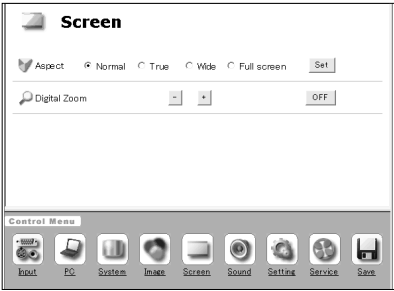 Screen
Aspect Normal True Wide Full screen Set
Digital Zoom - + OFF
Control Menu
Input PC System Image Screen Sound Setting Service Save